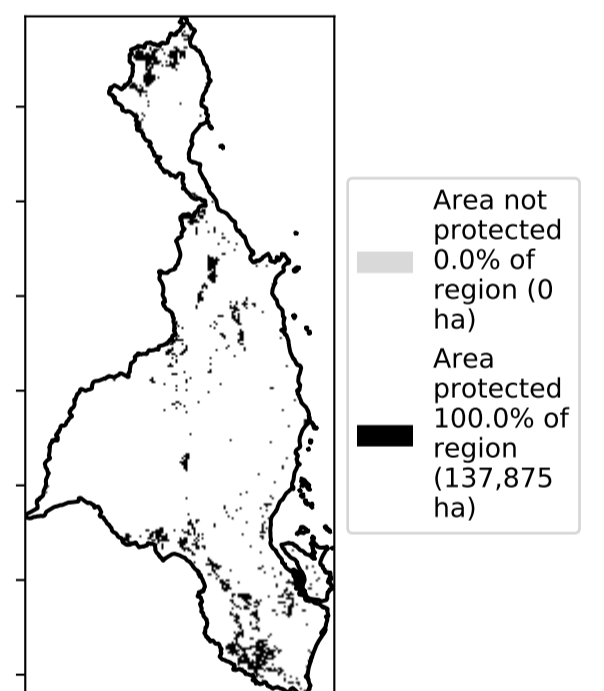 Area not
protected
0.0% of
region (0
ha)
Area
protected
100.0% of
region
(137,875
ha)